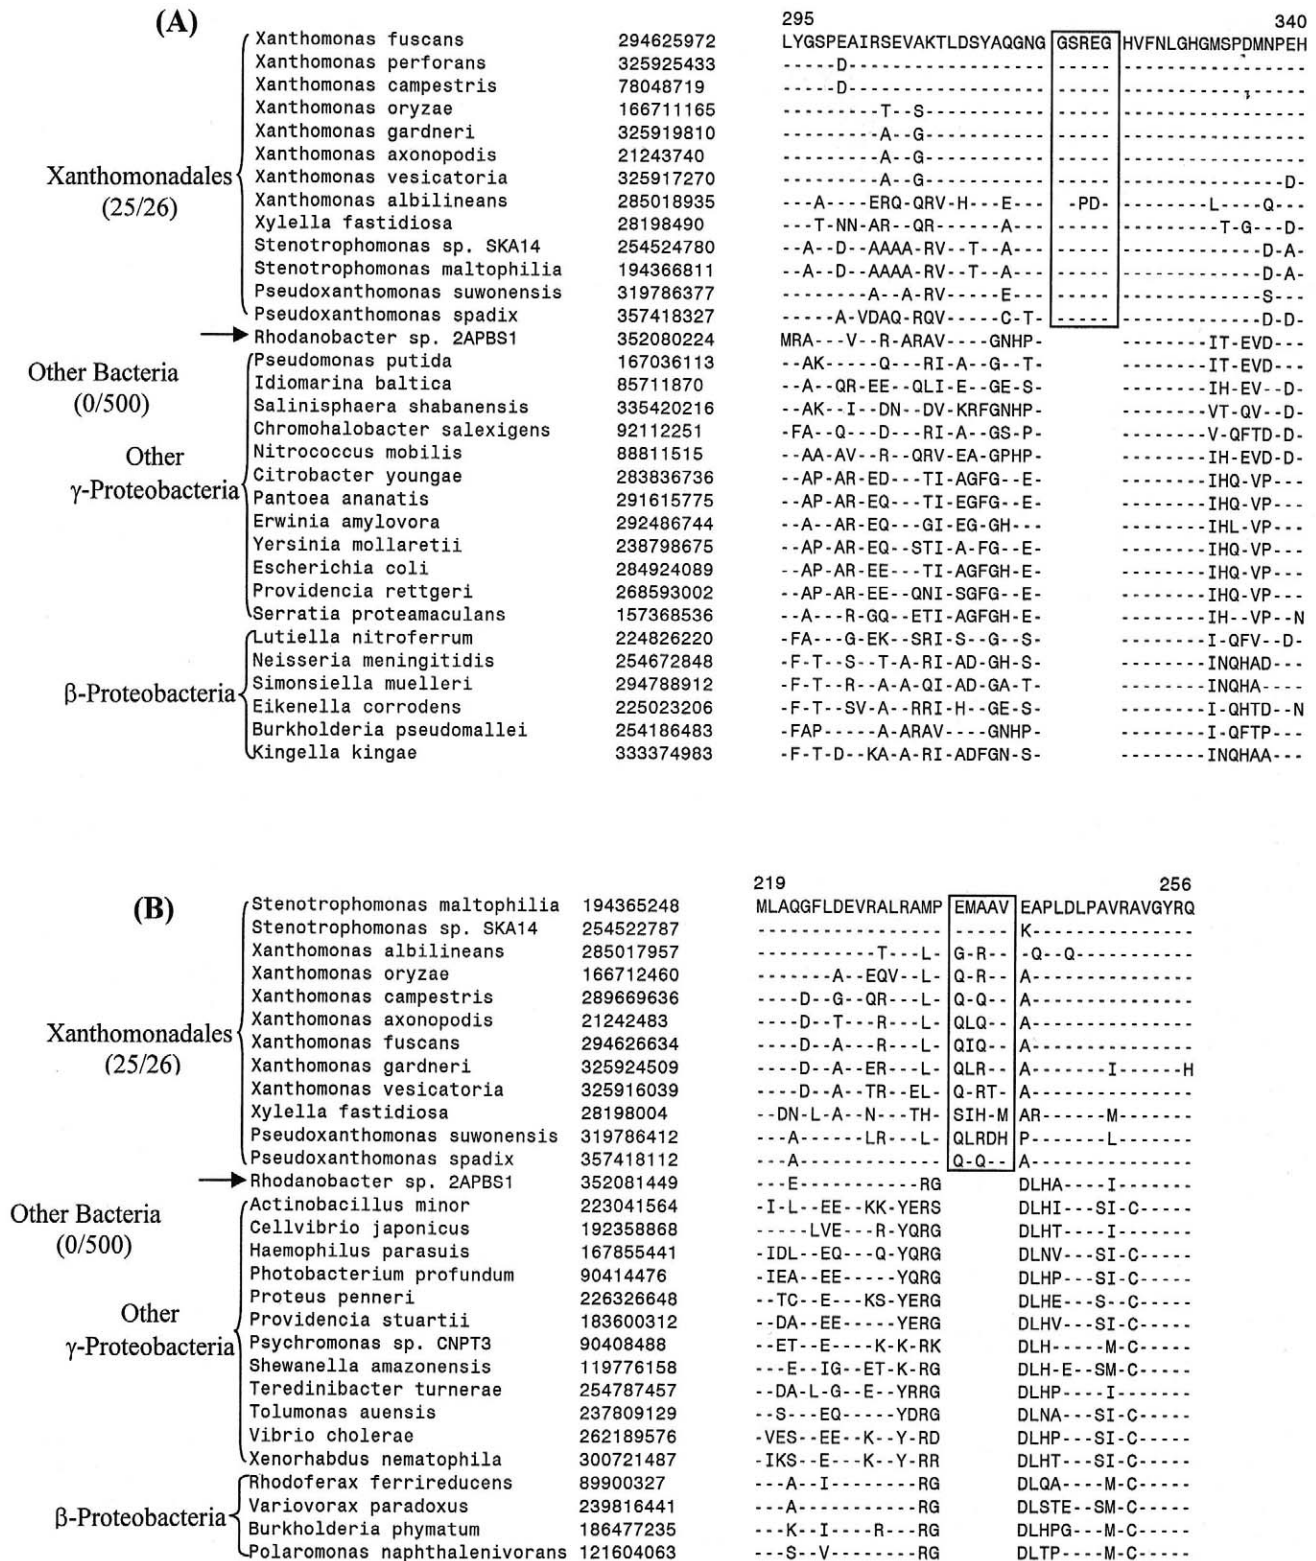 (A)
295 340
Xanthomonas fuscans 294625972 LYGSPEAIRSEVAKTLDSYAQGNG GSREG HVFNLGHGMSPDMNPEH
Xanthomonas perforans 325925433 -----D------------------ ----- -----------------
Xanthomonas campestris 78048719 -----D------------------ ----- -----------------
Xanthomonas oryzae 166711165 ---------T--S----------- ----- -----------------
Xanthomonas gardneri 325919810 ---------A--G----------- ----- -----------------
Xanthomonas axonopodis 21243740 ---------A--G----------- ----- -----------------
Xanthomonas vesicatoria 325917270 ---------A--G----------- ----- ---------------D-
Xanthomonas albilineans 285018935 ---A----ERQ-QRV-H---E--- -PD- --------L----Q---
Xylella fastidiosa 28198490 ---T-NN-AR--QR------A--- ----- ---------T-G---D-
Stenotrophomonas sp. SKA14 254524780 --A--D--AAAA-RV--T--A--- ----- -------------D-A-
Stenotrophomonas maltophilia 194366811 --A--D--AAAA-RV--T--A--- ----- -------------D-A-
Pseudoxanthomonas suwonensis 319786377 --------A--A-RV-----E--- ----- -------------S---
Pseudoxanthomonas spadix 357418327 -----A-VDAQ-RQV-----C-T- ----- -------------D-D-
Rhodanobacter sp. 2APBS1 352080224 MRA---V--R-ARAV----GNHP- --------IT-EVD---
Xanthomonadales
(25/26)
Pseudomonas putida 167036113 --AK------Q---RI-A--G--T- --------IT-EVD---
Idiomarina baltica 85711870 --A--QR-EE--QLI-E--GE-S- --------IH-EV--D-
Salinisphaera shabanensis 335420216 --AK--I--DN--DV-KRFGNHP- --------VT-QV--D-
Chromohalobacter salexigens 92112251 -FA--Q---D---RI-A--GS-P- --------V-QFTD-D-
Nitrococcus mobilis 88811515 --AA-AV--R--QRV-EA-GPHP- --------IH-EVD-D-
Citrobacter youngae 283836736 --AP-AR-ED---TI-AGFG--E- --------IHQ-VP---
Pantoea ananatis 291615775 --AP-AR-EQ---TI-EGFG--E- --------IHQ-VP---
Erwinia amylovora 292486744 --A--AR-EQ---GI-EG-GH--- --------IHL-VP---
Yersinia mollaretii 238798675 --AP-AR-EQ--STI-A-FG--E- --------IHQ-VP---
Escherichia coli 284924089 --AP-AR-EE---TI-AGFGH-E- --------IHQ-VP---
Providencia rettgeri 268593002 --AP-AR-EE--QNI-SGFG--E- --------IHQ-VP---
Serratia proteamaculans 157368536 --A---R-GQ--ETI-AGFGH-E- --------IH--VP--N
Other Bacteria
(0/500)
Other
γ-Proteobacteria
Lutiella nitroferrum 224826220 -FA---G-EK--SRI-S--G--S- --------I-QFV--D-
Neisseria meningitidis 254672848 -F-T--S--T-A-RI-AD-GH-S- --------INQHAD---
Simonsiella muelleri 294788912 -F-T--R--A-A-QI-AD-GA-T- --------INQHA----
Eikenella corrodens 225023206 -F-T--SV-A--RRI-H--GE-S- --------I-QHTD--N
Burkholderia pseudomallei 254186483 -FAP-----A-ARAV----GNHP- --------I-QFTP---
Kingella kingae 333374983 -F-T-D--KA-A-RI-ADFGN-S- --------INQHAA---
β-Proteobacteria
(B)
219 256
Stenotrophomonas maltophilia 194365248 MLAQGFLDEVRALRAMP EMAAV EAPLDLPAVRAVGYRQ
Stenotrophomonas sp. SKA14 254522787 ----------------- ----- K---------------
Xanthomonas albilineans 285017957 -----------T---L- G-R-- -Q--Q-----------
Xanthomonas oryzae 166712460 -------A--EQV--L- Q-R-- A---------------
Xanthomonas campestris 289669636 ----D--G--QR---L- Q-Q-- A---------------
Xanthomonas axonopodis 21242483 ----D--T---R---L- QLQ-- A---------------
Xanthomonas fuscans 294626634 ----D--A---R---L- QIQ-- A---------------
Xanthomonas gardneri 325924509 ----D--A--ER---L- QLR-- A--------I------H
Xanthomonas vesicatoria 325916039 ----D--A--TR--EL- Q-RT- A---------------
Xylella fastidiosa 28198004 --DN-L-A--N---TH- SIH-M AR-------M------
Pseudoxanthomonas suwonensis 319786412 ---A-----LR---L- QLRDH P--------L------
Pseudoxanthomonas spadix 357418112 ---A------------- Q-Q-- A---------------
Rhodanobacter sp. 2APBS1 352081449 ---E-----------RG DLHA-----I------
Xanthomonadales
(25/26)
Actinobacillus minor 223041564 -I-L--EE--KK-YERS DLHI---SI-C-----
Cellvibrio japonicus 192358868 -----LVE---R-YQRG DLHT-----I------
Haemophilus parasuis 167855441 -IDL--EQ---Q-YQRG DLNV---SI-C-----
Photobacterium profundum 90414476 -IEA--EE-----YQRG DLHP---SI-C-----
Proteus penneri 226326648 --TC--E---KS-YERG DLHE---S--C-----
Providencia stuartii 183600312 --DA--EE-----YERG DLHV---SI-C-----
Psychromonas sp. CNPT3 90408488 --ET--E----K-K-RK DLH-----M-C-----
Shewanella amazonensis 119776158 ---E--IG--ET-K-RG DLH-E--SM-C-----
Teredinibacter turnerae 254787457 --DA-L-G--E--YRRG DLHP-----I------
Tolumonas auensis 237809129 --S---EQ-----YDRG DLNA---SI-C-----
Vibrio cholerae 262189576 -VES--EE--K--Y-RD DLHP---SI-C-----
Xenorhabdus nematophila 300721487 -IKS--E---K--Y-RR DLHT---SI-C-----
Other Bacteria
(0/500)
Other
γ-Proteobacteria
Rhodoferax ferrireducens 89900327 ---A--I--------RG DLQA-----M-C-----
Variovorax paradoxus 239816441 ---A-----------RG DLSTE--SM-C-----
Burkholderia phymatum 186477235 ---K--I----R---RG DLHPG---M-C-----
Polaromonas naphthalenivorans 121604063 ---S--V--------RG DLTP-----M-C-----
β-Proteobacteria